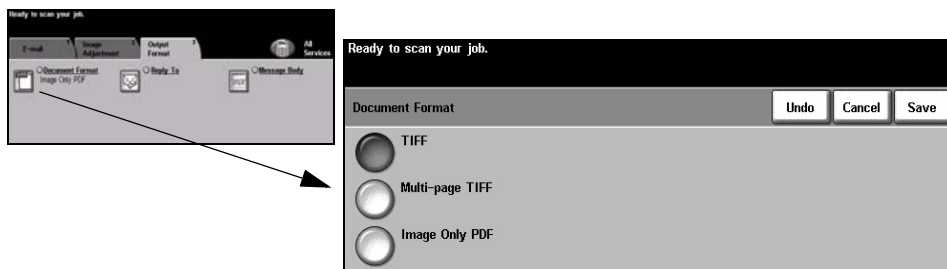 Ready to scan your job.
E-mail
Image Adjustment
Output Format
All Services
Document Format
Image Only PDF
Reply To
Message Body
Ready to scan your job.
Document Format
Undo
Cancel
Save
TIFF
Multi-page TIFF
Image Only PDF